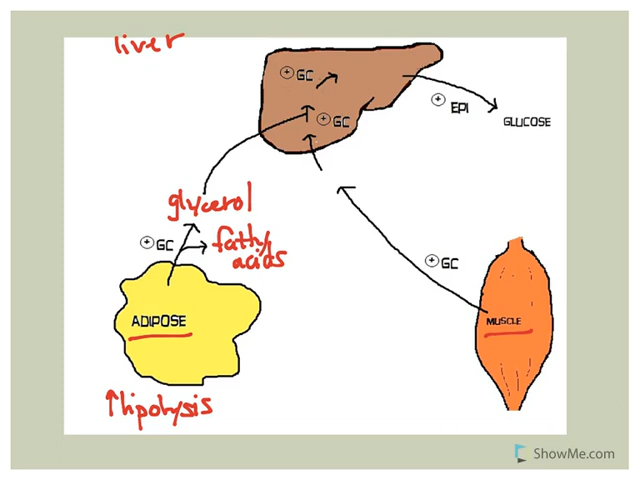 liver
+ GC
+ GC
+ EPI
GLUCOSE
glycerol
+ GC
fatty
acids
+ GC
ADIPOSE
MUSCLE
↑lipolysis
ShowMe.com